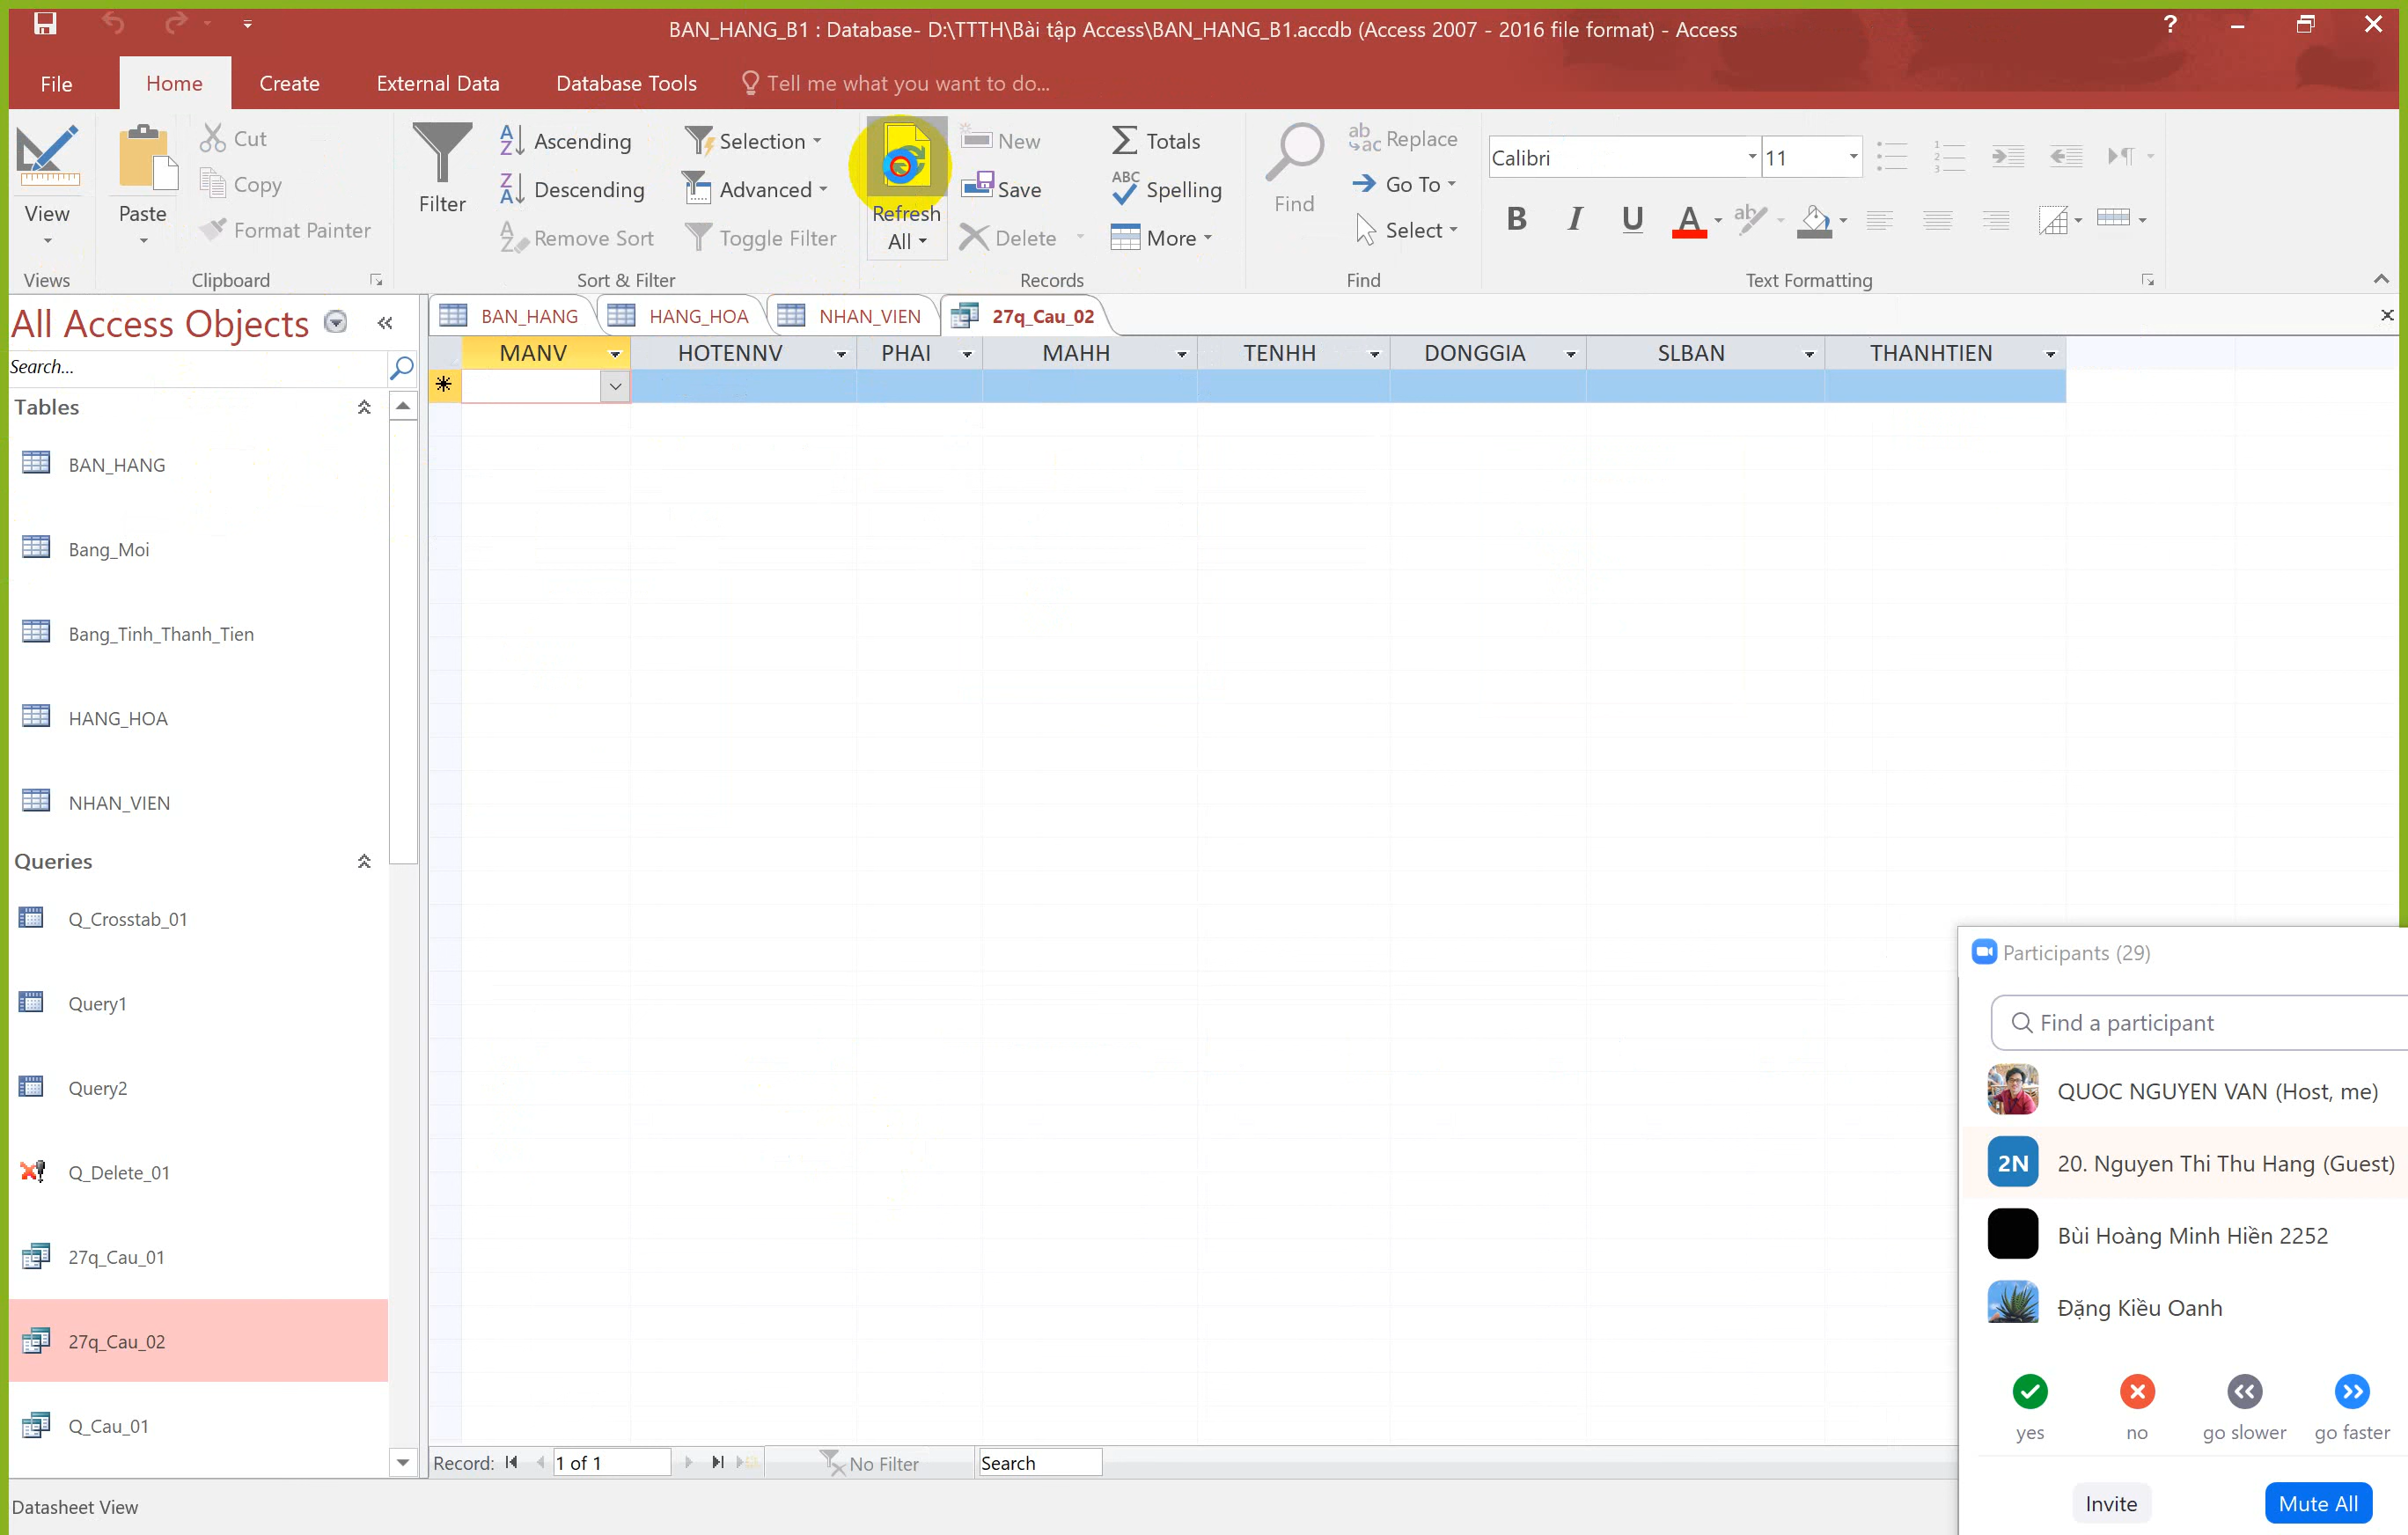 BAN_HANG_B1 : Database- D:\TTTH\Bài tập Access\BAN_HANG_B1.accdb (Access 2007 - 2016 file format) - Access
?
File Home Create External Data Database Tools Tell me what you want to do...
View
Views
Paste
Cut
Copy
Format Painter
Clipboard
Filter
Ascending
Descending
Remove Sort
Selection
Advanced
Toggle Filter
Sort & Filter
Refresh
All
New
Save
Delete
Totals
Spelling
More
Records
Find
Replace
Go To
Select
Find
Calibri 11
B I U A
Text Formatting
All Access Objects
Search...
Tables
BAN_HANG
Bang_Moi
Bang_Tinh_Thanh_Tien
HANG_HOA
NHAN_VIEN
Queries
Q_Crosstab_01
Query1
Query2
Q_Delete_01
27q_Cau_01
27q_Cau_02
Q_Cau_01
BAN_HANG HANG_HOA NHAN_VIEN 27q_Cau_02
MANV HOTENNV PHAI MAHH TENHH DONGGIA SLBAN THANHTIEN
Record: 1 of 1 No Filter Search
Datasheet View
Participants (29)
Find a participant
QUOC NGUYEN VAN (Host, me)
2N 20. Nguyen Thi Thu Hang (Guest)
Bùi Hoàng Minh Hiền 2252
Đặng Kiều Oanh
yes no go slower go faster
Invite Mute All